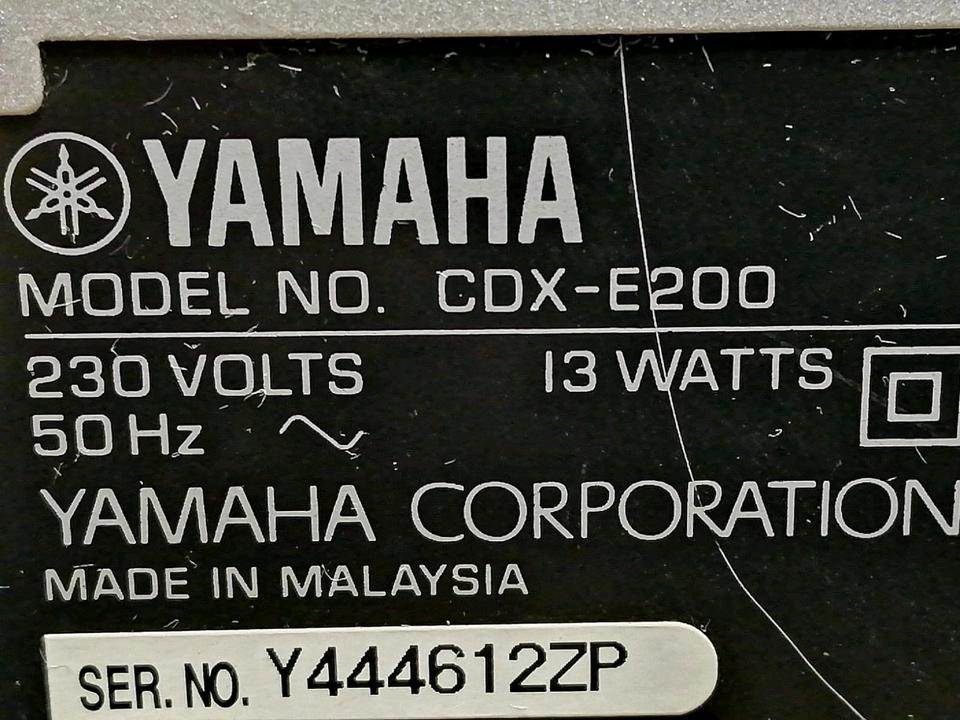 YAMAHA
MODEL NO. CDX-E200
230 VOLTS 13 WATTS
50 Hz ~
YAMAHA CORPORATION
MADE IN MALAYSIA
SER. NO. Y444612ZP